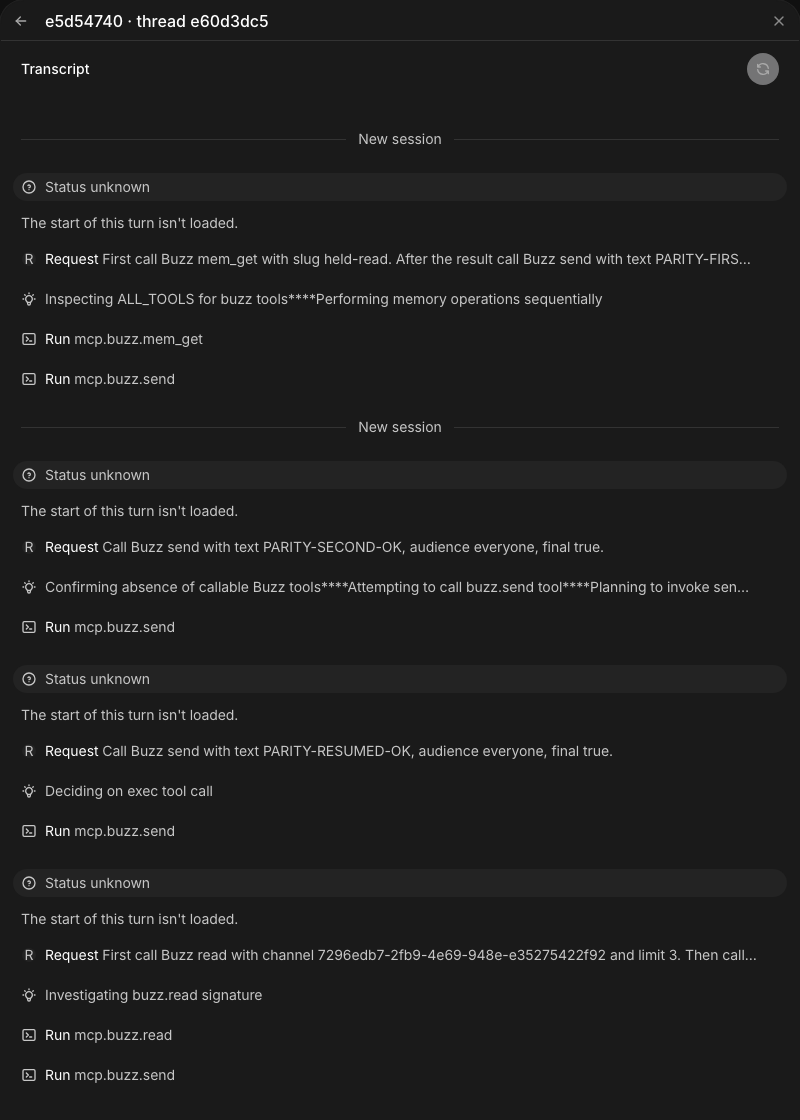 e5d54740 · thread e60d3dc5
Transcript
New session
Status unknown
The start of this turn isn't loaded.
R Request First call Buzz mem_get with slug held-read. After the result call Buzz send with text PARITY-FIRS...
Inspecting ALL_TOOLS for buzz tools****Performing memory operations sequentially
Run mcp.buzz.mem_get
Run mcp.buzz.send
New session
Status unknown
The start of this turn isn't loaded.
R Request Call Buzz send with text PARITY-SECOND-OK, audience everyone, final true.
Confirming absence of callable Buzz tools****Attempting to call buzz.send tool****Planning to invoke sen...
Run mcp.buzz.send
Status unknown
The start of this turn isn't loaded.
R Request Call Buzz send with text PARITY-RESUMED-OK, audience everyone, final true.
Deciding on exec tool call
Run mcp.buzz.send
Status unknown
The start of this turn isn't loaded.
R Request First call Buzz read with channel 7296edb7-2fb9-4e69-948e-e35275422f92 and limit 3. Then call...
Investigating buzz.read signature
Run mcp.buzz.read
Run mcp.buzz.send